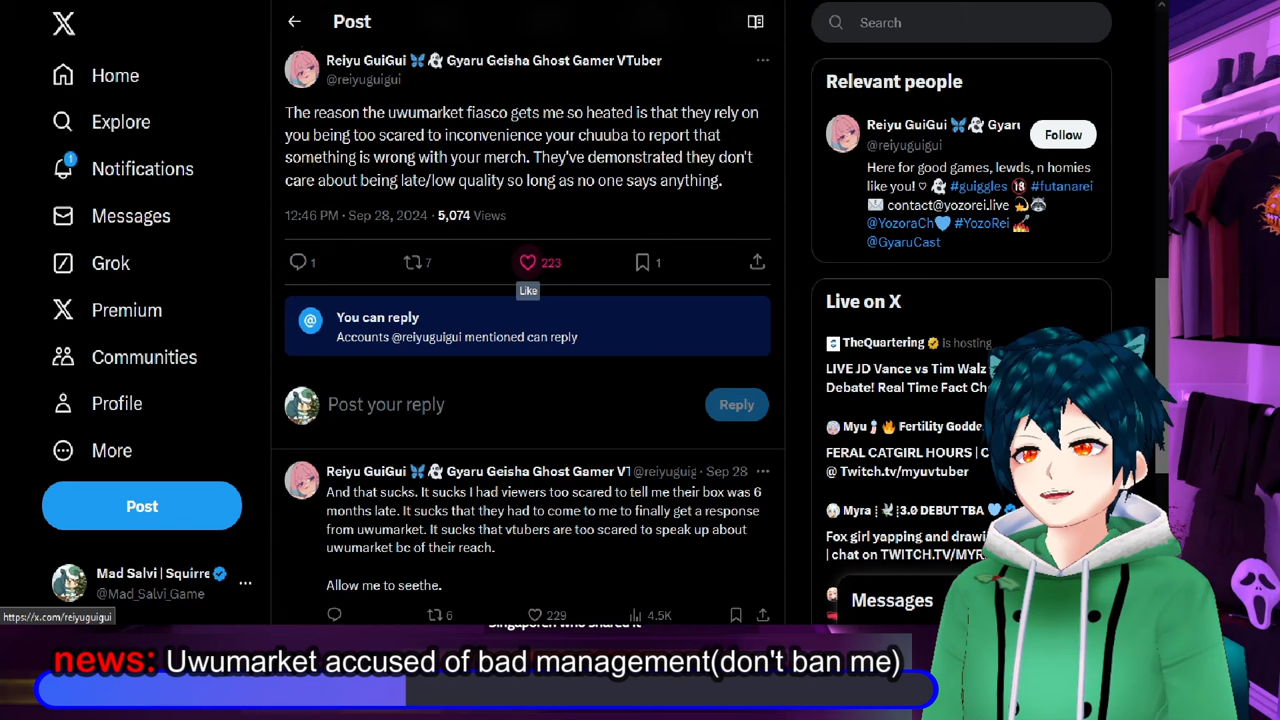 Home
Explore
1
Notifications
Messages
Grok
Premium
Communities
Profile
More
Post
Mad Salvi | Squirre
@Mad_Salvi_Game
https://x.com/reiyuguigui
Post
Reiyu GuiGui 🦋👻 Gyaru Geisha Ghost Gamer VTuber
@reiyuguigui
The reason the uwumarket fiasco gets me so heated is that they rely on
you being too scared to inconvenience your chuuba to report that
something is wrong with your merch. They've demonstrated they don't
care about being late/low quality so long as no one says anything.
12:46 PM · Sep 28, 2024 · 5,074 Views
1 7 223 1
Like
You can reply
Accounts @reiyuguigui mentioned can reply
Post your reply
Reply
Reiyu GuiGui 🦋👻 Gyaru Geisha Ghost Gamer VT @reiyuguig · Sep 28
And that sucks. It sucks I had viewers too scared to tell me their box was 6
months late. It sucks that they had to come to me to finally get a response
from uwumarket. It sucks that vtubers are too scared to speak up about
uwumarket bc of their reach.
Allow me to seethe.
6 229 4.5K
Search
Relevant people
Reiyu GuiGui 🦋👻 Gyaru
@reiyuguigui
Follow
Here for good games, lewds, n homies
like you! ♡ 👻 #guiggles 🔞 #futanarei
📨 contact@yozorei.live 💫🦝
@YozoraCh💙 #YozoRei
@GyaruCast
Live on X
TheQuartering is hosting
LIVE JD Vance vs Tim Walz
Debate! Real Time Fact Ch
Myu 🔥 Fertility Godde
FERAL CATGIRL HOURS | C
@ Twitch.tv/myuvtuber
Myra ┊🕊┊3.0 DEBUT TBA 💙
Fox girl yapping and drawi
| chat on TWITCH.TV/MYR
Messages
Singaporen who shared it
news: Uwumarket accused of bad management(don't ban me)